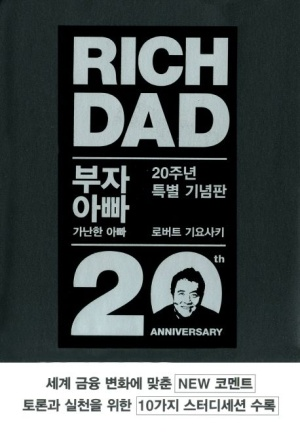 RICH
DAD
부자
아빠
가난한 아빠
20주년
특별 기념판
로버트 기요사키
20th
ANNIVERSARY
세계 금융 변화에 맞춘 NEW 코멘트
토론과 실천을 위한 10가지 스터디세션 수록